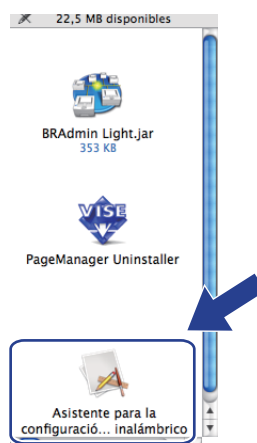 22,5 MB disponibles
BRAdmin Light.jar
353 KB
VISE
PageManager Uninstaller
Asistente para la
configuració... inalámbrico